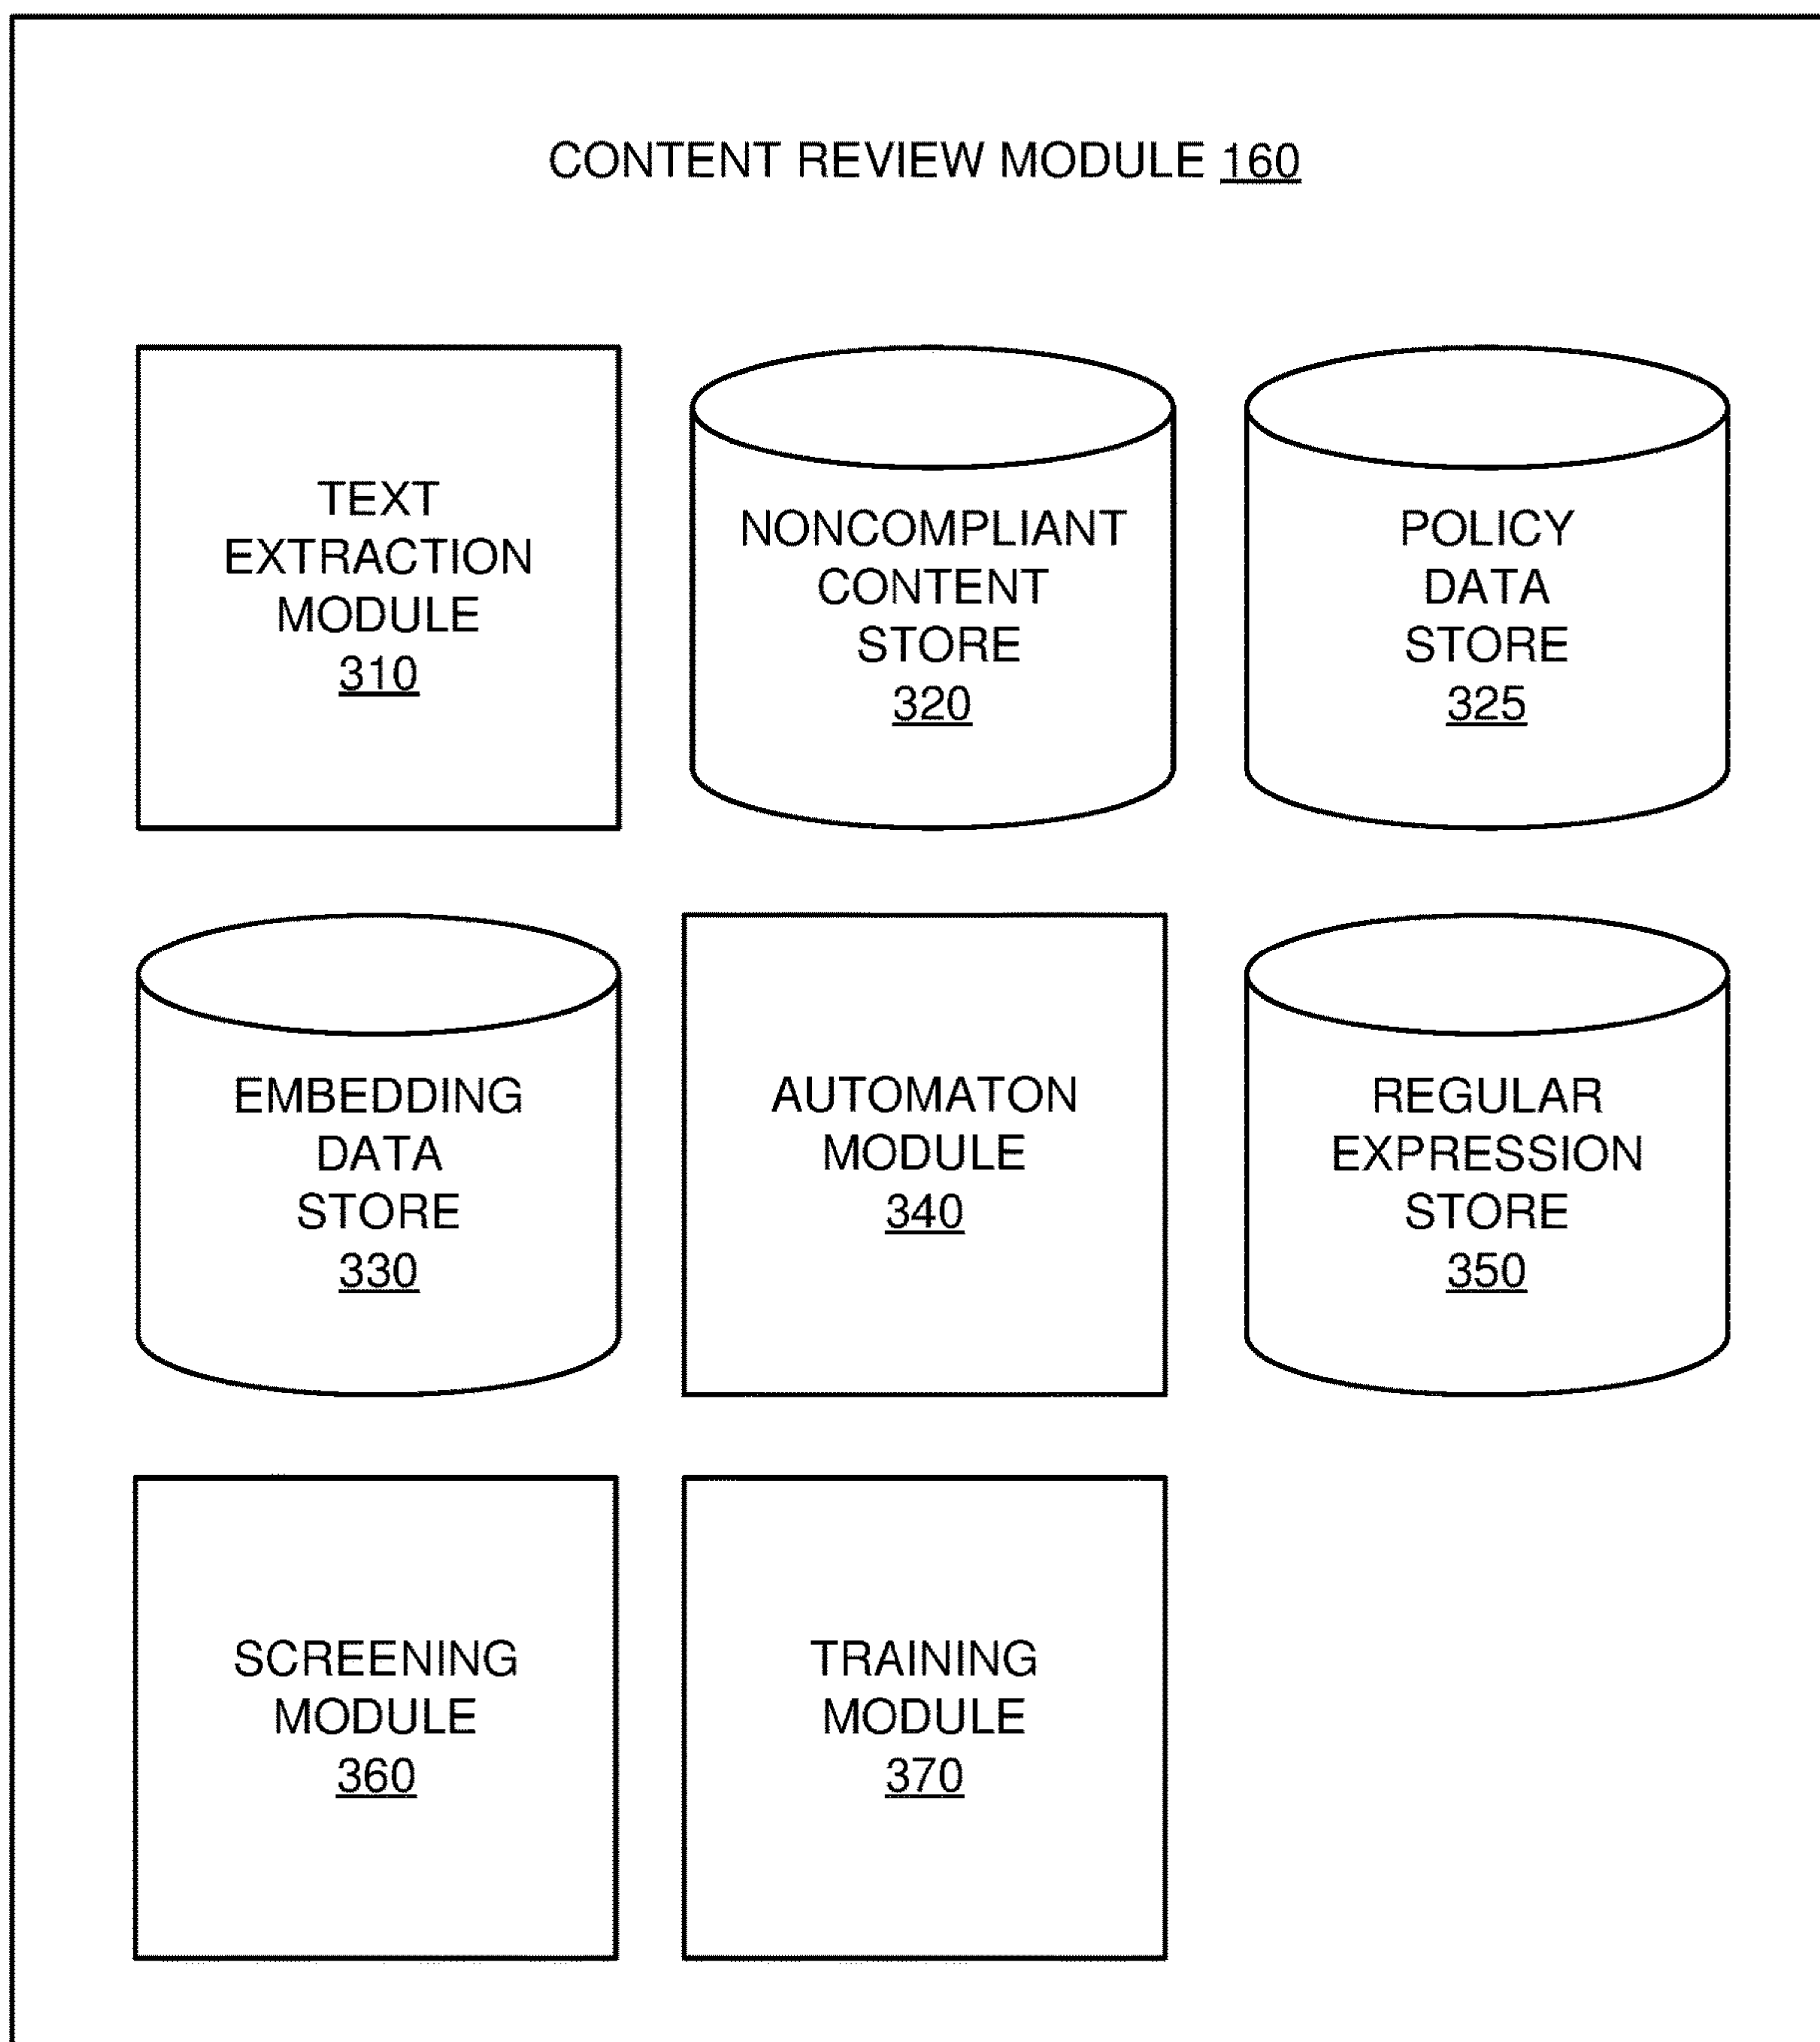 CONTENT REVIEW MODULE 160
TEXT
EXTRACTION
MODULE
310
NONCOMPLIANT
CONTENT
STORE
320
POLICY
DATA
STORE
325
EMBEDDING
DATA
STORE
330
AUTOMATON
MODULE
340
REGULAR
EXPRESSION
STORE
350
SCREENING
MODULE
360
TRAINING
MODULE
370